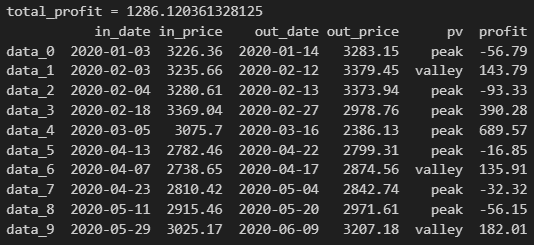 total_profit = 1286.120361328125
in_date in_price out_date out_price pv profit
data_0 2020-01-03 3226.36 2020-01-14 3283.15 peak -56.79
data_1 2020-02-03 3235.66 2020-02-12 3379.45 valley 143.79
data_2 2020-02-04 3280.61 2020-02-13 3373.94 peak -93.33
data_3 2020-02-18 3369.04 2020-02-27 2978.76 peak 390.28
data_4 2020-03-05 3075.7 2020-03-16 2386.13 peak 689.57
data_5 2020-04-13 2782.46 2020-04-22 2799.31 peak -16.85
data_6 2020-04-07 2738.65 2020-04-17 2874.56 valley 135.91
data_7 2020-04-23 2810.42 2020-05-04 2842.74 peak -32.32
data_8 2020-05-11 2915.46 2020-05-20 2971.61 peak -56.15
data_9 2020-05-29 3025.17 2020-06-09 3207.18 valley 182.01